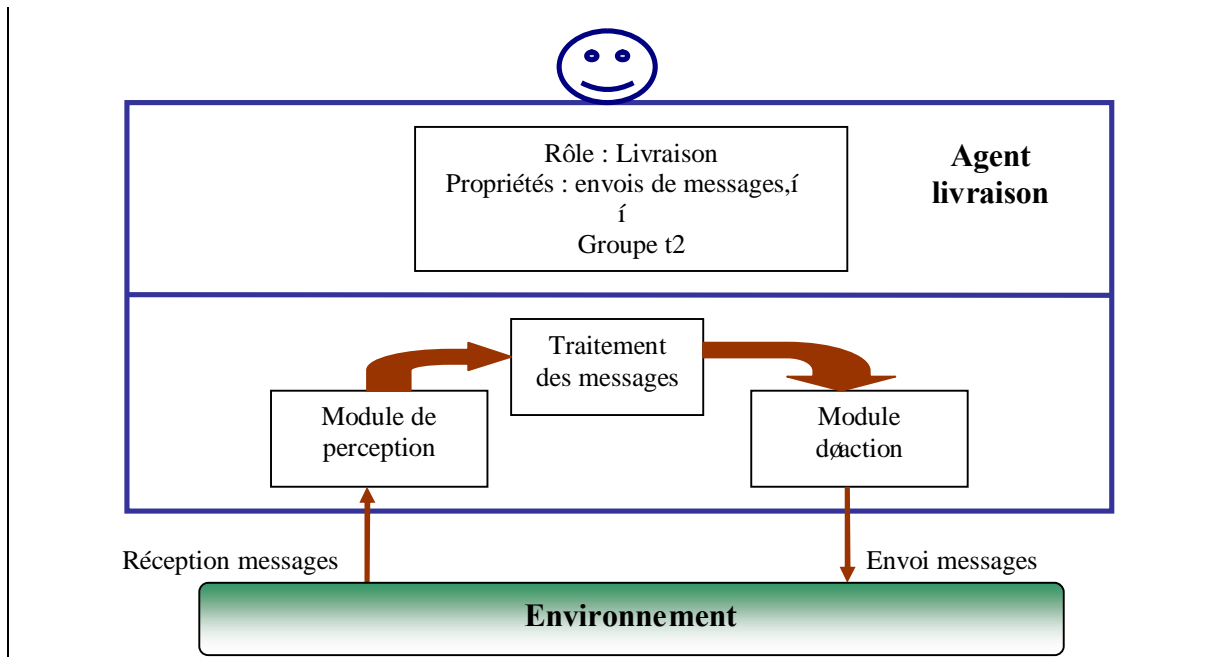 Rôle : Livraison
Propriétés : envois de messages,í
í
Groupe t2
Agent
livraison
Traitement
des messages
Module de
perception
Module
døaction
Réception messages
Envoi messages
Environnement